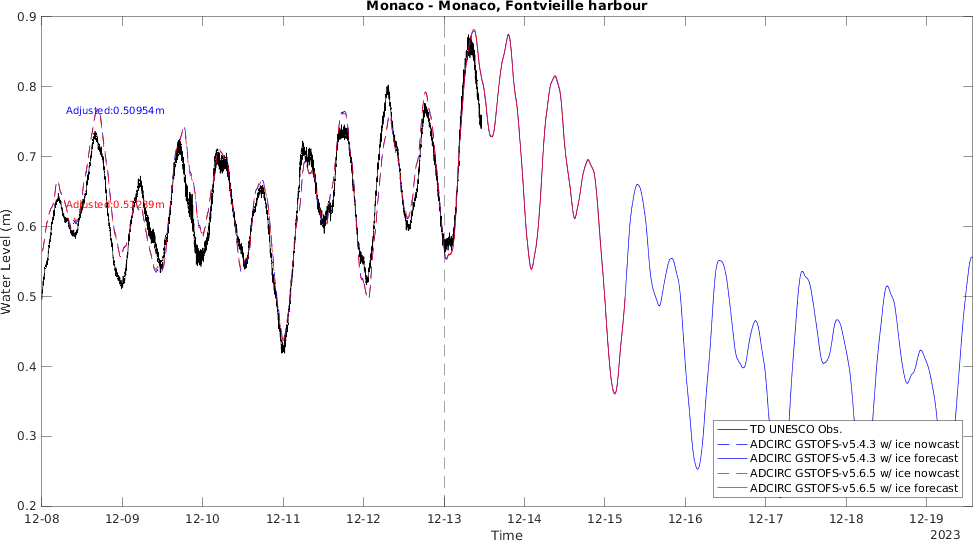 Monaco - Monaco, Fontvieille harbour
0.9
0.8
Adjusted:0.50954m
0.7
0.6
0.5
0.4
0.3
0.2
Water Level (m)
TD UNESCO Obs.
ADCIRC GSTOFS-v5.4.3 w/ ice nowcast
ADCIRC GSTOFS-v5.4.3 w/ ice forecast
ADCIRC GSTOFS-v5.6.5 w/ ice nowcast
ADCIRC GSTOFS-v5.6.5 w/ ice forecast
12-08 12-09 12-10 12-11 12-12 12-13 12-14 12-15 12-16 12-17 12-18 12-19
Time
2023